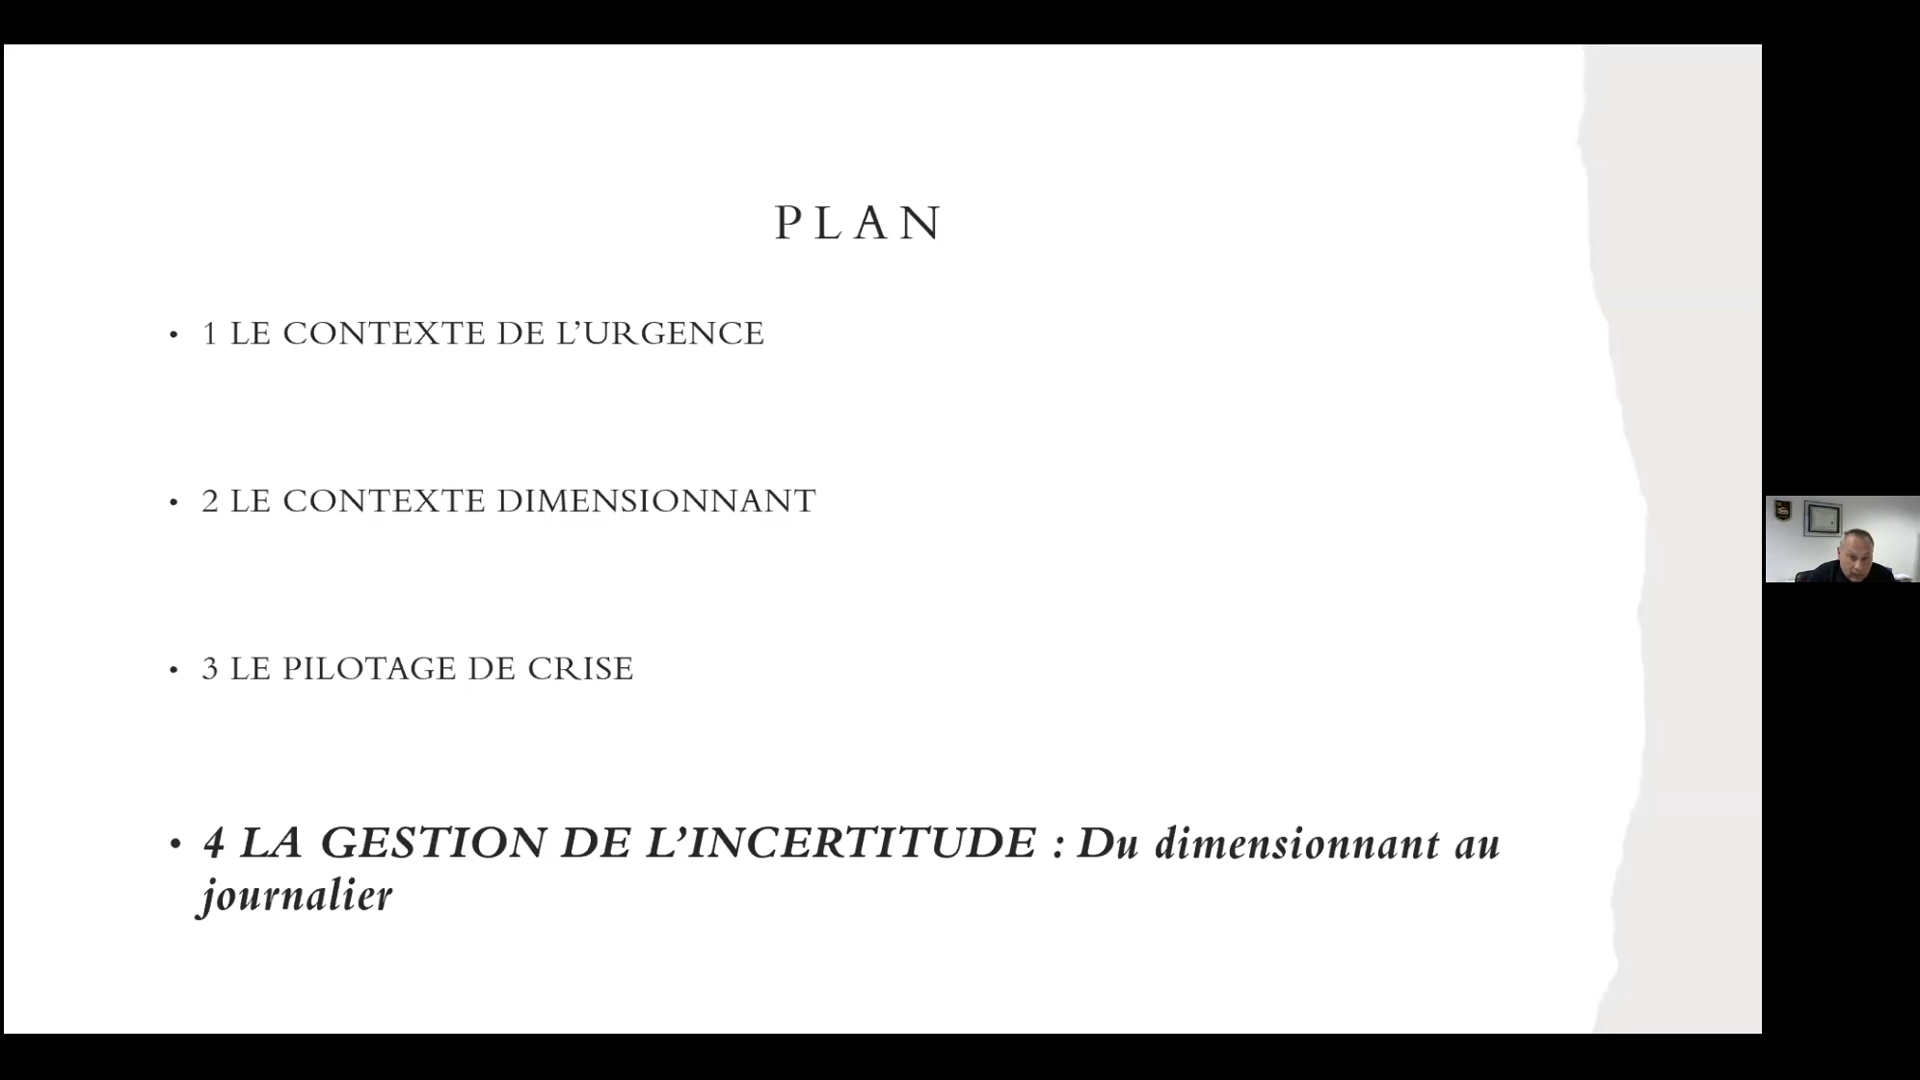 PLAN
• 1 LE CONTEXTE DE L’URGENCE
• 2 LE CONTEXTE DIMENSIONNANT
• 3 LE PILOTAGE DE CRISE
• 4 LA GESTION DE L’INCERTITUDE : Du dimensionnant au
journalier